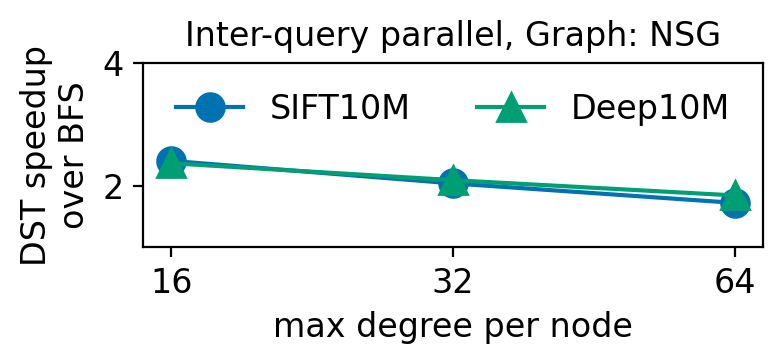 Inter-query parallel, Graph: NSG
DST speedup
over BFS
4
2
SIFT10M
Deep10M
16
32
64
max degree per node